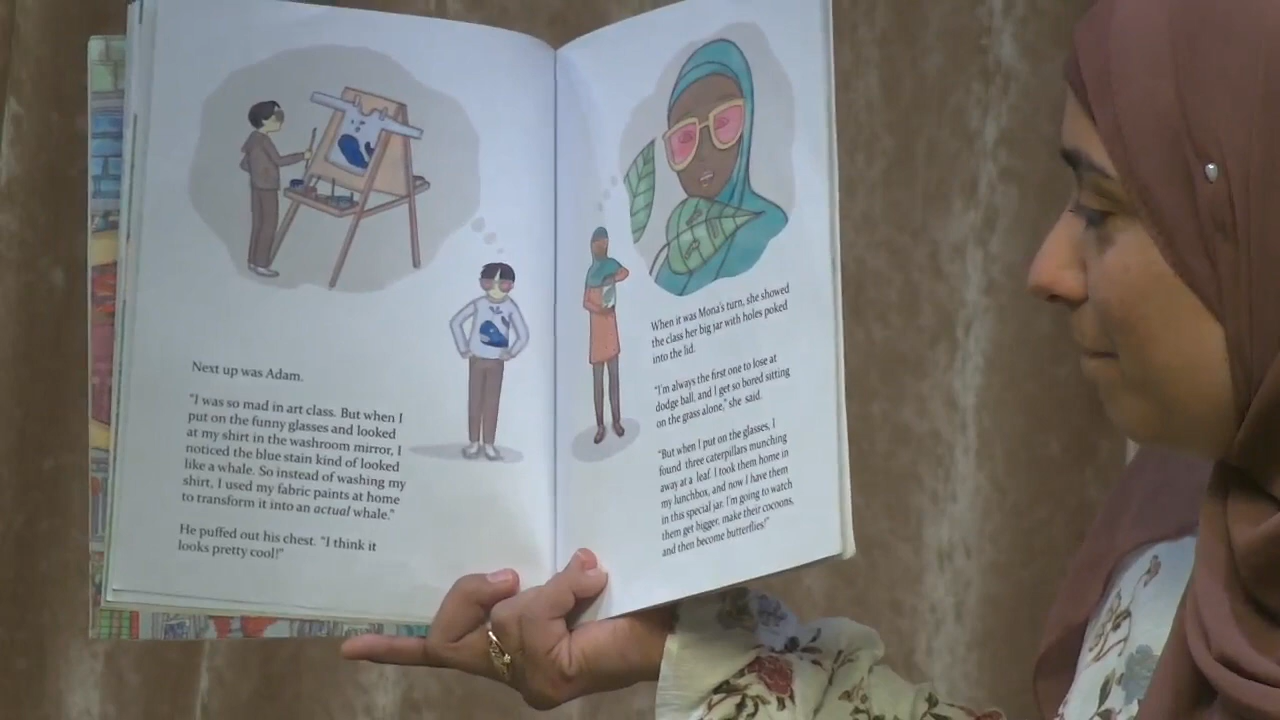 Next up was Adam.
"I was so mad in art class. But when I
put on the funny glasses and looked
at my shirt in the washroom mirror, I
noticed the blue stain kind of looked
like a whale. So instead of washing my
shirt, I used my fabric paints at home
to transform it into an actual whale."
He puffed out his chest. "I think it
looks pretty cool!"
When it was Mona's turn, she showed
the class her big jar with holes poked
into the lid.
"I'm always the first one to lose at
dodge ball, and I get so bored sitting
on the grass alone," she said.
"But when I put on the glasses, I
found three caterpillars munching
away at a leaf. I took them home in
my lunchbox, and now I have them
in this special jar. I'm going to watch
them get bigger, make their cocoons,
and then become butterflies!"